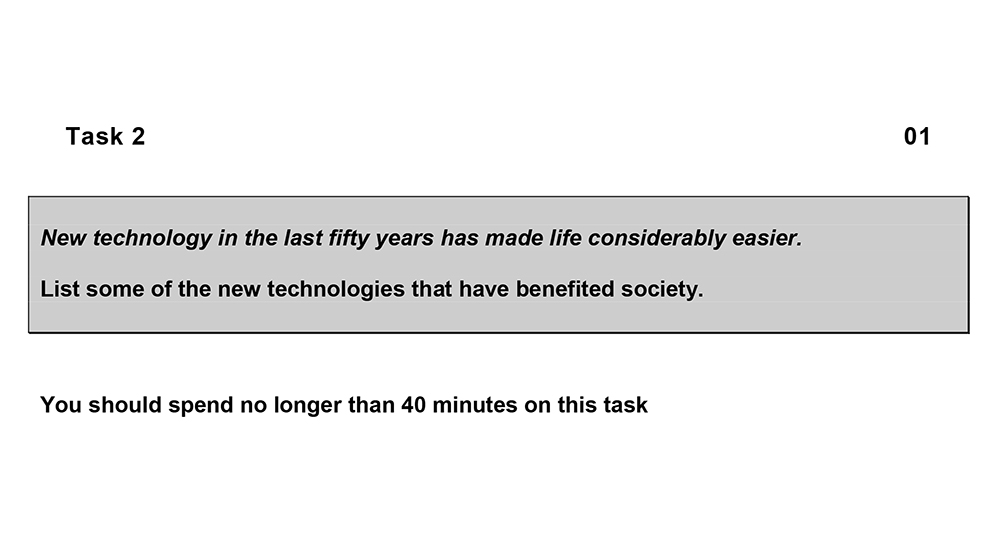 Task 2 01
New technology in the last fifty years has made life considerably easier.
List some of the new technologies that have benefited society.
You should spend no longer than 40 minutes on this task